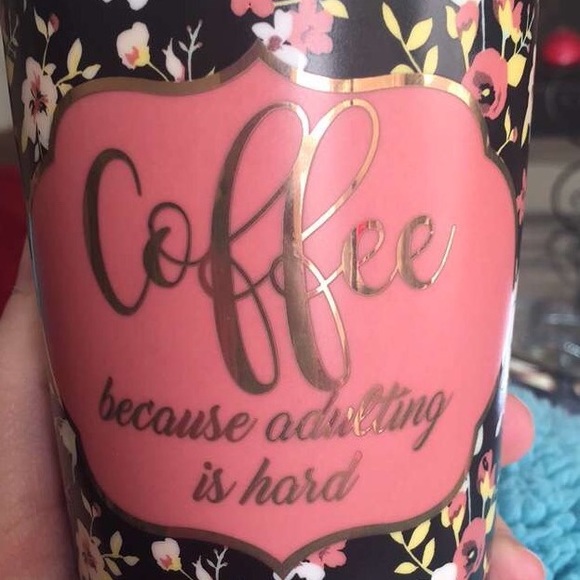 Coffee
because adulting
is hard